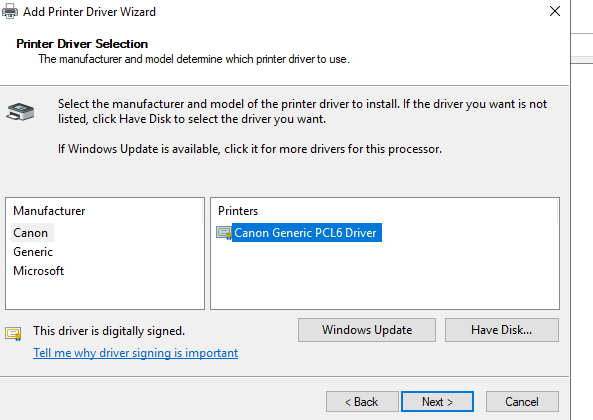 Add Printer Driver Wizard
Printer Driver Selection
The manufacturer and model determine which printer driver to use.
Select the manufacturer and model of the printer driver to install. If the driver you want is not
listed, click Have Disk to select the driver you want.
If Windows Update is available, click it for more drivers for this processor.
Manufacturer
Canon
Generic
Microsoft
Printers
Canon Generic PCL6 Driver
This driver is digitally signed.
Tell me why driver signing is important
Windows Update
Have Disk...
< Back
Next >
Cancel